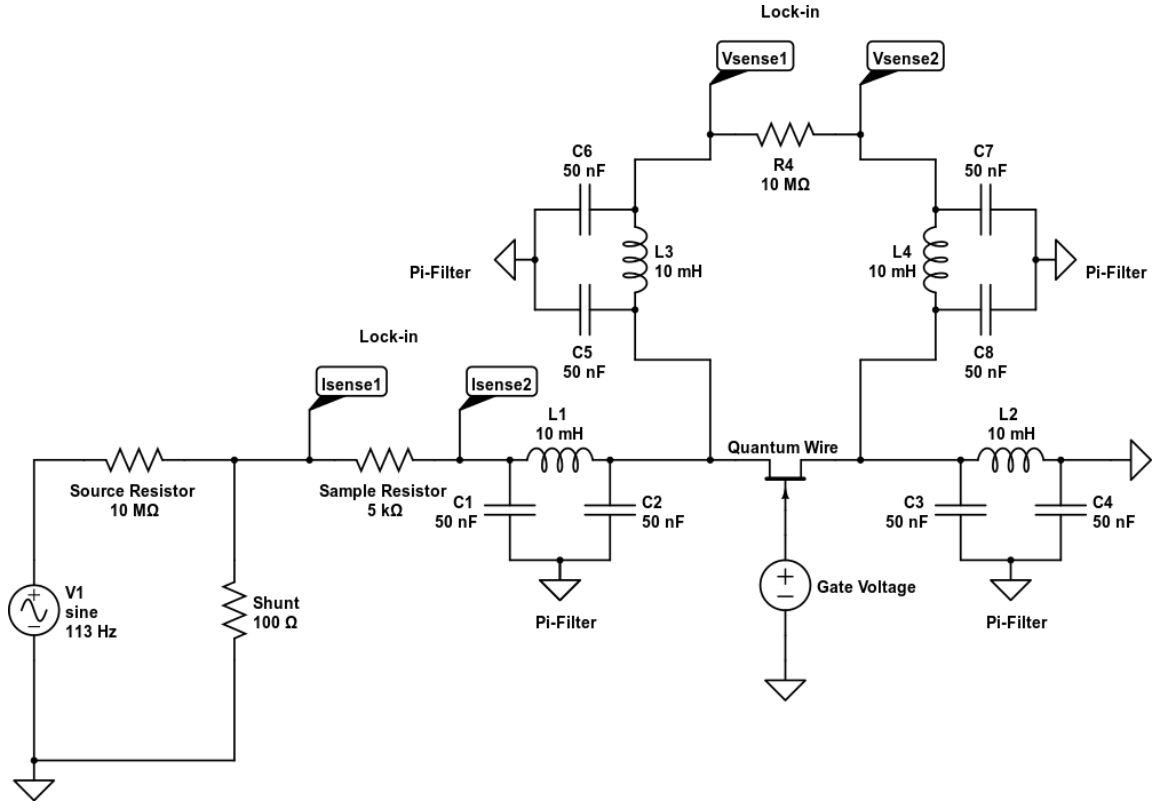 Lock-in
Vsense1
Vsense2
C6
50 nF
R4
10 MΩ
C7
50 nF
L3
10 mH
L4
10 mH
Pi-Filter
Pi-Filter
C5
50 nF
C8
50 nF
Lock-in
Isense1
Isense2
L1
10 mH
Quantum Wire
L2
10 mH
Source Resistor
10 MΩ
Sample Resistor
5 kΩ
C1
50 nF
C2
50 nF
C3
50 nF
C4
50 nF
V1
sine
113 Hz
Shunt
100 Ω
Gate Voltage
Pi-Filter
Pi-Filter